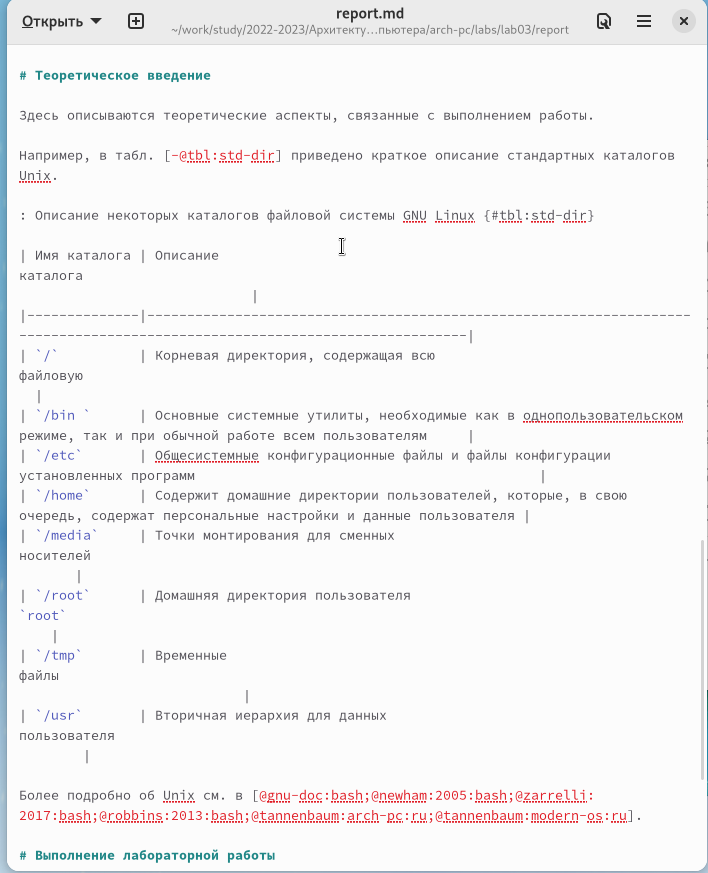 Открыть
report.md
~/work/study/2022-2023/Архитекту…пьютера/arch-pc/labs/lab03/report
# Теоретическое введение
Здесь описываются теоретические аспекты, связанные с выполнением работы.
Например, в табл. [-@tbl:std-dir] приведено краткое описание стандартных каталогов
Unix.
: Описание некоторых каталогов файловой системы GNU Linux {#tbl:std-dir}
| Имя каталога | Описание
каталога
|
|--------------|--------------------------------------------------------------------
--------------------------------------------------------|
| `/`          | Корневая директория, содержащая всю
файловую
|
| `/bin `      | Основные системные утилиты, необходимые как в однопользовательском
режиме, так и при обычной работе всем пользователям     |
| `/etc`       | Общесистемные конфигурационные файлы и файлы конфигурации
установленных программ                                           |
| `/home`      | Содержит домашние директории пользователей, которые, в свою
очередь, содержат персональные настройки и данные пользователя |
| `/media`     | Точки монтирования для сменных
носителей
|
| `/root`      | Домашняя директория пользователя
`root`
|
| `/tmp`       | Временные
файлы
|
| `/usr`       | Вторичная иерархия для данных
пользователя
|
Более подробно об Unix см. в [@gnu-doc:bash;@newham:2005:bash;@zarrelli:
2017:bash;@robbins:2013:bash;@tannenbaum:arch-pc:ru;@tannenbaum:modern-os:ru].
# Выполнение лабораторной работы